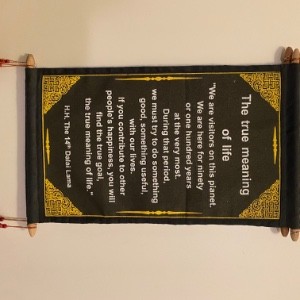 The true meaning
of life
"We are visitors on this planet.
We are here for ninety
or one hundred years
at the very most.
During tha period.
we must try to do something
good, something useful,
with our lives.
If you contribute to other
people's happiness, you will
find the true goal,
the true meaning of life."
H.H. The 14th Dalai Lama